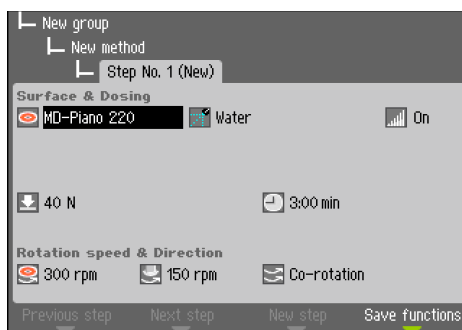 New group
New method
Step No. 1 (New)
Surface & Dosing
MD-Piano 220 Water On
40 N 3:00 min
Rotation speed & Direction
300 rpm 150 rpm Co-rotation
Previous step Next step New step Save functions